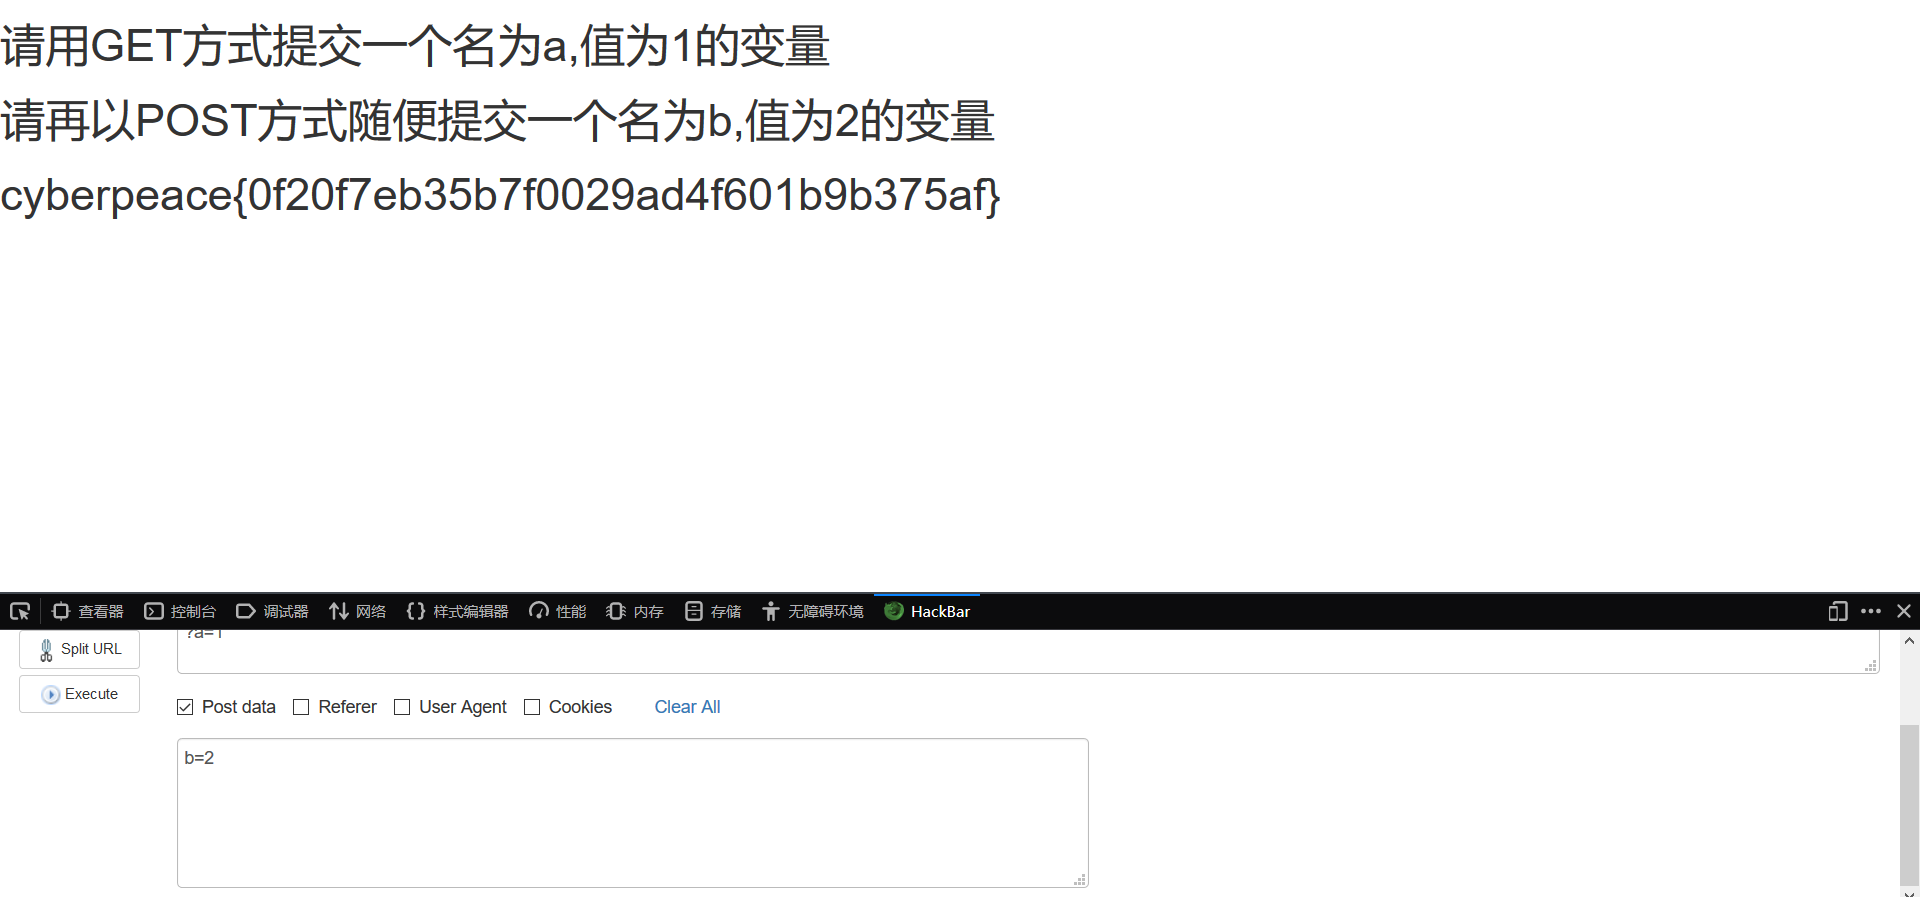 请用GET方式提交一个名为a,值为1的变量
请再以POST方式随便提交一个名为b,值为2的变量
cyberpeace{0f20f7eb35b7f0029ad4f601b9b375af}
查看器 控制台 调试器 网络 样式编辑器 性能 内存 存储 无障碍环境 HackBar
?a=1
Split URL
Execute
Post data Referer User Agent Cookies Clear All
b=2